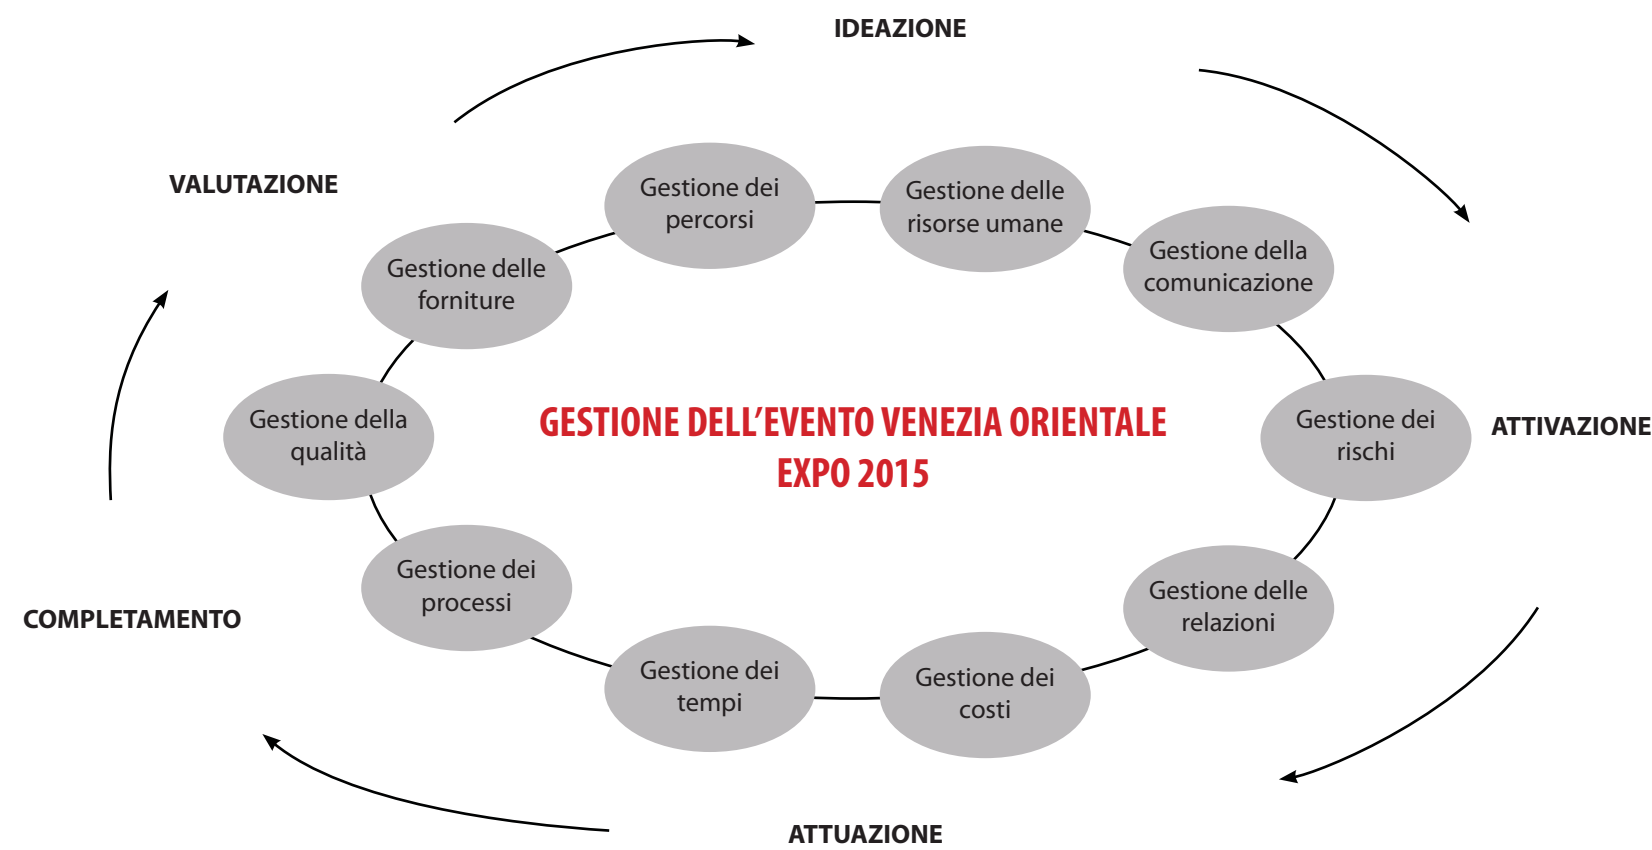 IDEAZIONE
VALUTAZIONE
Gestione dei
percorsi
Gestione delle
risorse umane
Gestione della
comunicazione
Gestione delle
forniture
GESTIONE DELL’EVENTO VENEZIA ORIENTALE
EXPO 2015
Gestione della
qualità
Gestione dei
rischi
ATTIVAZIONE
Gestione dei
processi
Gestione delle
relazioni
COMPLETAMENTO
Gestione dei
tempi
Gestione dei
costi
ATTUAZIONE